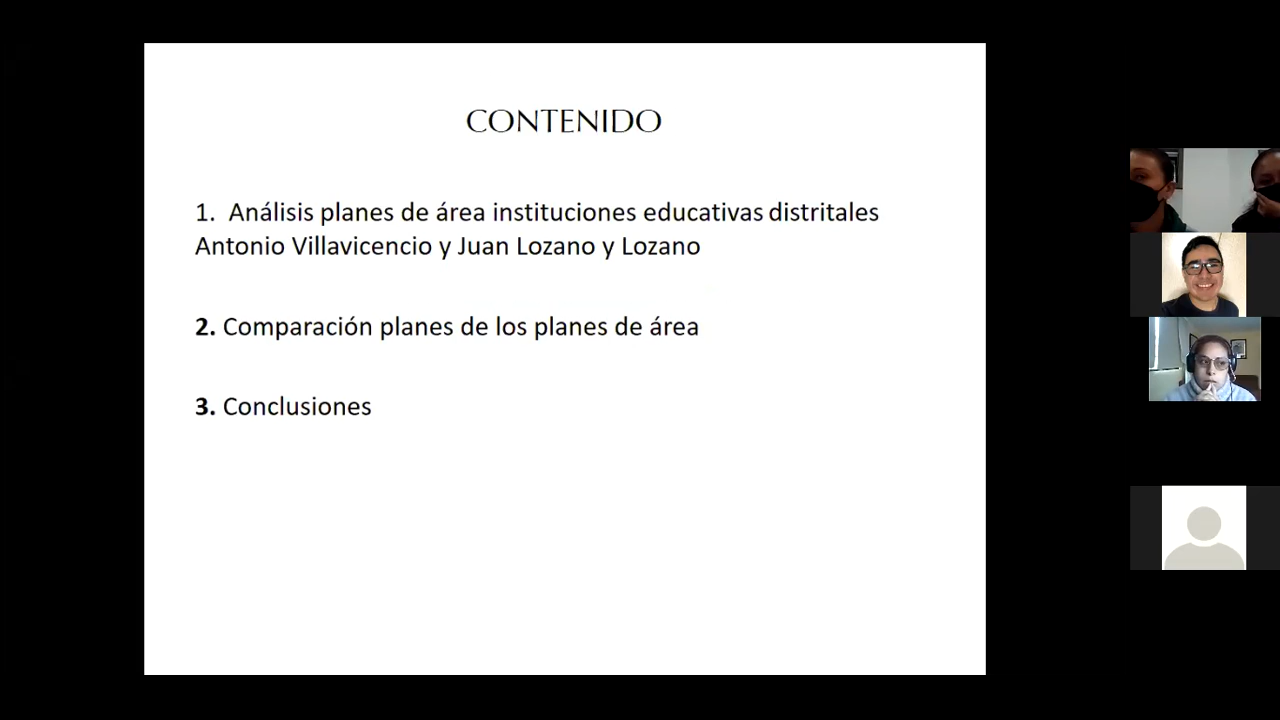 CONTENIDO
1. Análisis planes de área instituciones educativas distritales
Antonio Villavicencio y Juan Lozano y Lozano
2. Comparación planes de los planes de área
3. Conclusiones